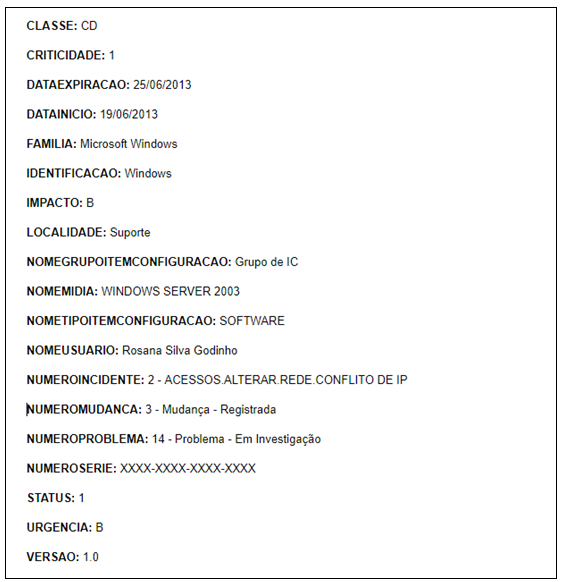 CLASSE: CD
CRITICIDADE: 1
DATAEXPIRACAO: 25/06/2013
DATAINICIO: 19/06/2013
FAMILIA: Microsoft Windows
IDENTIFICACAO: Windows
IMPACTO: B
LOCALIDADE: Suporte
NOMEGRUPOITEMCONFIGURACAO: Grupo de IC
NOMEMIDIA: WINDOWS SERVER 2003
NOMETIPOITEMCONFIGURACAO: SOFTWARE
NOMEUSUARIO: Rosana Silva Godinho
NUMEROINCIDENTE: 2 - ACESSOS.ALTERAR.REDE.CONFLITO DE IP
NUMEROMUDANCA: 3 - Mudança - Registrada
NUMEROPROBLEMA: 14 - Problema - Em Investigação
NUMEROSERIE: XXXX-XXXX-XXXX-XXXX
STATUS: 1
URGENCIA: B
VERSAO: 1.0